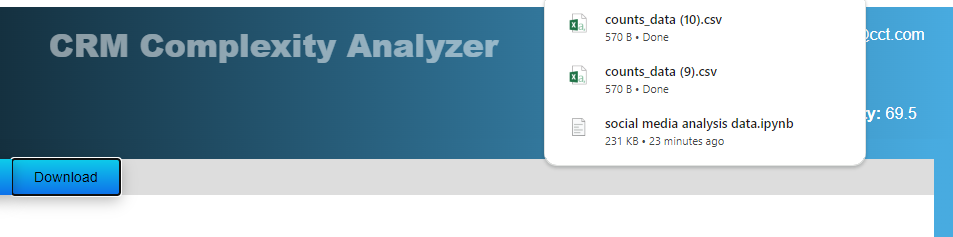 CRM Complexity Analyzer
counts_data (10).csv
570 B • Done
counts_data (9).csv
570 B • Done
social media analysis data.ipynb
231 KB • 23 minutes ago
@cct.com
ty: 69.5
Download